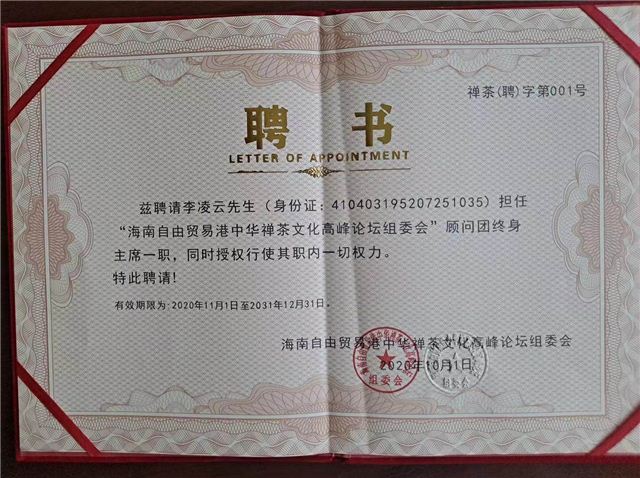 禅茶(聘)字第001号
聘书
LETTER OF APPOINTMENT
兹聘请李凌云先生（身份证：410403195207251035）担任
“海南自由贸易港中华禅茶文化高峰论坛组委会”顾问团终身
主席一职，同时授权行使其职内一切权力。
特此聘请！
有效期限为:2020年11月1日至2031年12月31日。
海南自由贸易港中华禅茶文化高峰论坛组委会
2020年10月1日
组委会
组委会